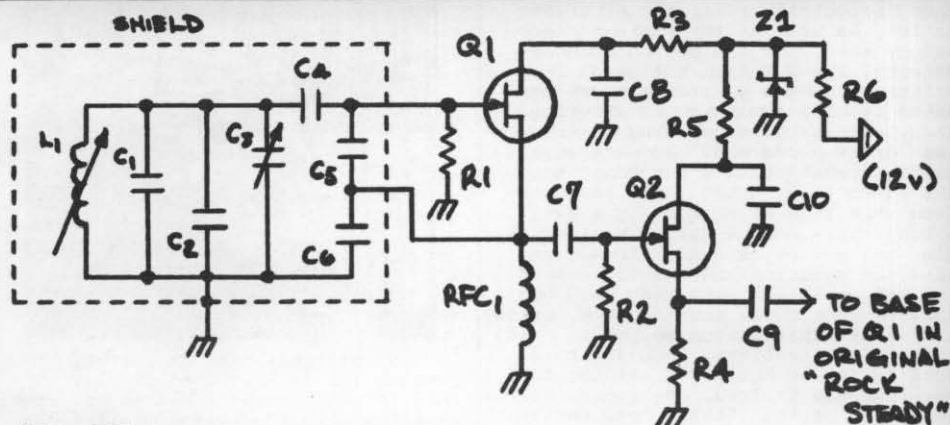 SHIELD
Q1
R3
Z1
C4
C8
R5
R6
L1
C1
C3
C5
R1
C7
Q2
C10
(12V)
C2
C6
RFC1
R2
C9
TO BASE
OF Q1 IN
ORIGINAL
"ROCK
STEADY"
R4